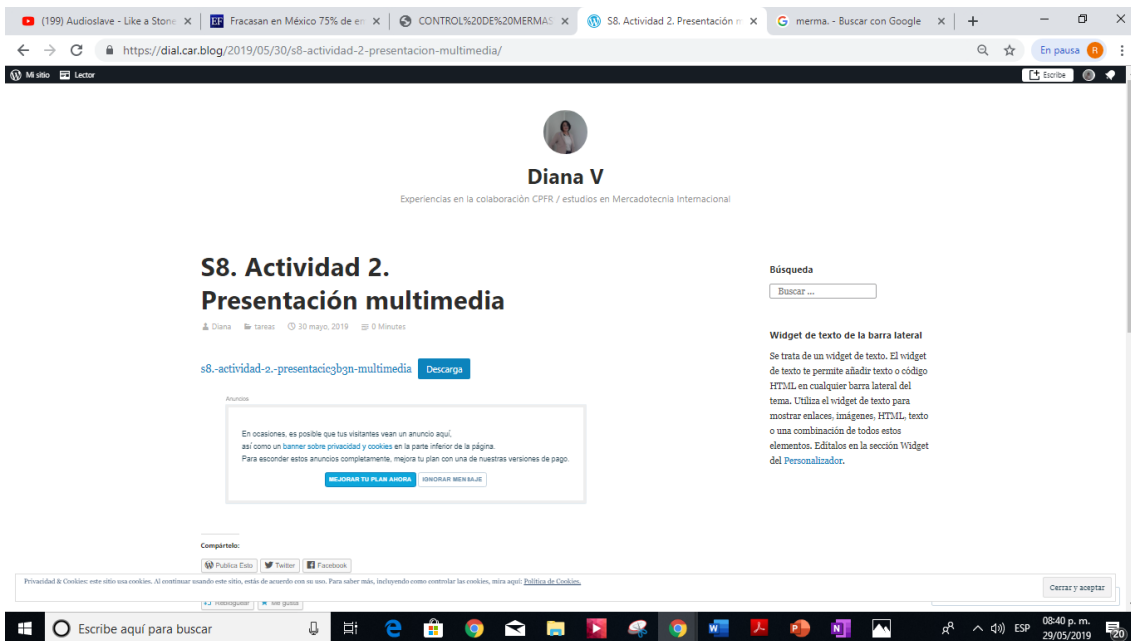 (199) Audioslave - Like a Stone
EF Fracasan en México 75% de em
CONTROL%20DE%20MERMAS
S8. Actividad 2. Presentación m
G merma. - Buscar con Google
https://dial.car.blog/2019/05/30/s8-actividad-2-presentacion-multimedia/
En pausa R
Mi sitio Lector
Escribe
Diana V
Experiencias en la colaboración CPFR / estudios en Mercadotecnia Internacional
S8. Actividad 2.
Presentación multimedia
Diana tareas 30 mayo, 2019 0 Minutes
s8.-actividad-2.-presentacic3b3n-multimedia Descarga
Anuncios
En ocasiones, es posible que tus visitantes vean un anuncio aquí,
así como un banner sobre privacidad y cookies en la parte inferior de la página.
Para esconder estos anuncios completamente, mejora tu plan con una de nuestras versiones de pago.
MEJORAR TU PLAN AHORA IGNORAR MENSAJE
Compártelo:
Publica Esto Twitter Facebook
Búsqueda
Buscar ...
Widget de texto de la barra lateral
Se trata de un widget de texto. El widget
de texto te permite añadir texto o código
HTML en cualquier barra lateral del
tema. Utiliza el widget de texto para
mostrar enlaces, imágenes, HTML, texto
o una combinación de todos estos
elementos. Edítalos en la sección Widget
del Personalizador.
Privacidad & Cookies: este sitio usa cookies. Al continuar usando este sitio, estás de acuerdo con su uso. Para saber más, incluyendo como controlar las cookies, mira aquí: Política de Cookies.
Cerrar y aceptar
Rebloguear Me gusta
Escribe aquí para buscar
ESP
08:40 p. m.
29/05/2019
20